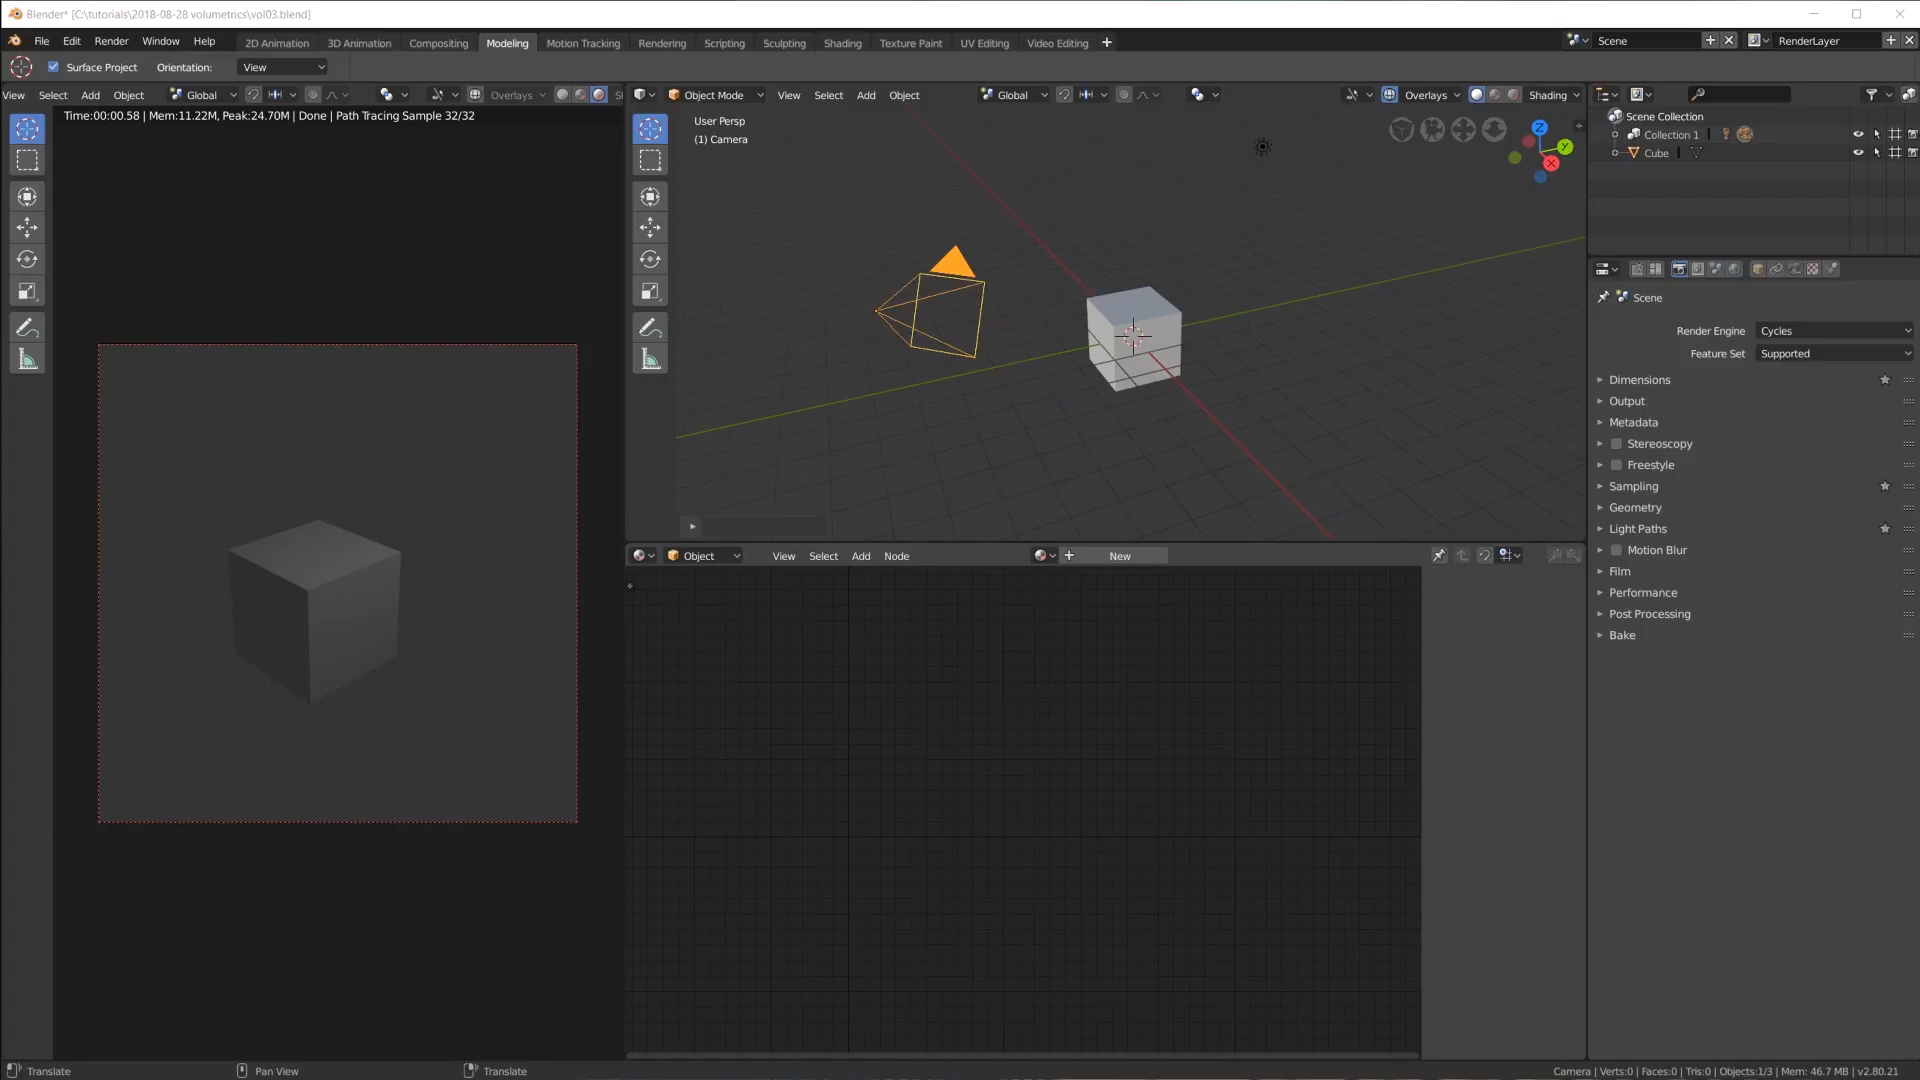 Blender* [C:\tutorials\2018-08-28 volumetrics\vol03.blend]
File Edit Render Window Help 2D Animation 3D Animation Compositing Modeling Motion Tracking Rendering Scripting Sculpting Shading Texture Paint UV Editing Video Editing + Scene RenderLayer
Surface Project Orientation: View
View Select Add Object Global Overlays
Object Mode View Select Add Object Global Overlays Shading
Time:00:00.58 | Mem:11.22M, Peak:24.70M | Done | Path Tracing Sample 32/32
User Persp
(1) Camera
Z
Y
X
Scene Collection
Collection 1
Cube
Scene
Render Engine Cycles
Feature Set Supported
Dimensions
Output
Metadata
Stereoscopy
Freestyle
Sampling
Geometry
Light Paths
Motion Blur
Film
Performance
Post Processing
Bake
Object View Select Add Node New
Translate Pan View Translate Camera | Verts:0 | Faces:0 | Tris:0 | Objects:1/3 | Mem: 46.7 MB | v2.80.21